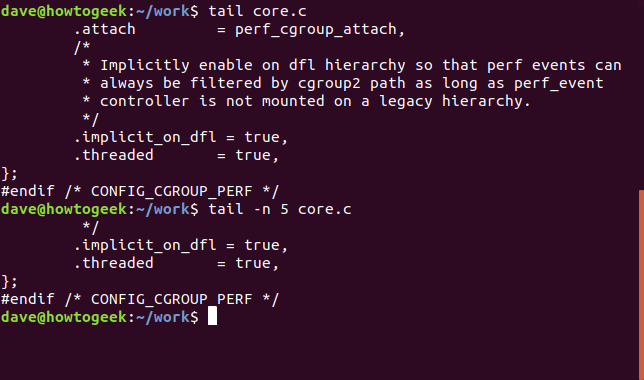 dave@howtogeek:~/work$ tail core.c
        .attach         = perf_cgroup_attach,
        /*
         * Implicitly enable on dfl hierarchy so that perf events can
         * always be filtered by cgroup2 path as long as perf_event
         * controller is not mounted on a legacy hierarchy.
         */
        .implicit_on_dfl = true,
        .threaded       = true,
};
#endif /* CONFIG_CGROUP_PERF */
dave@howtogeek:~/work$ tail -n 5 core.c
         */
        .implicit_on_dfl = true,
        .threaded       = true,
};
#endif /* CONFIG_CGROUP_PERF */
dave@howtogeek:~/work$